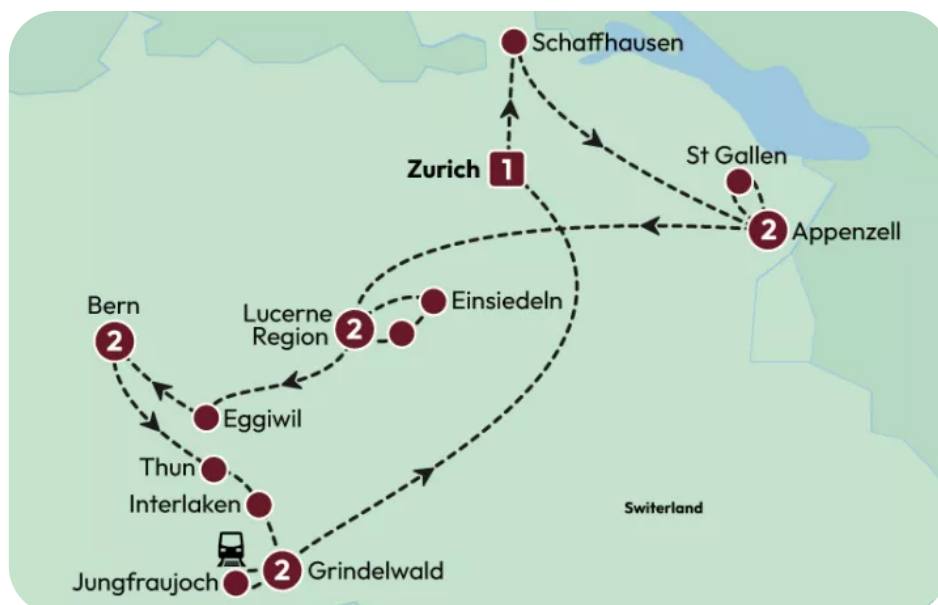 Schaffhausen
Zurich
1
St Gallen
2
Appenzell
Einsiedeln
Lucerne
Region
2
Bern
2
Eggiwil
Thun
Interlaken
Switerland
2
Grindelwald
Jungfraujoch